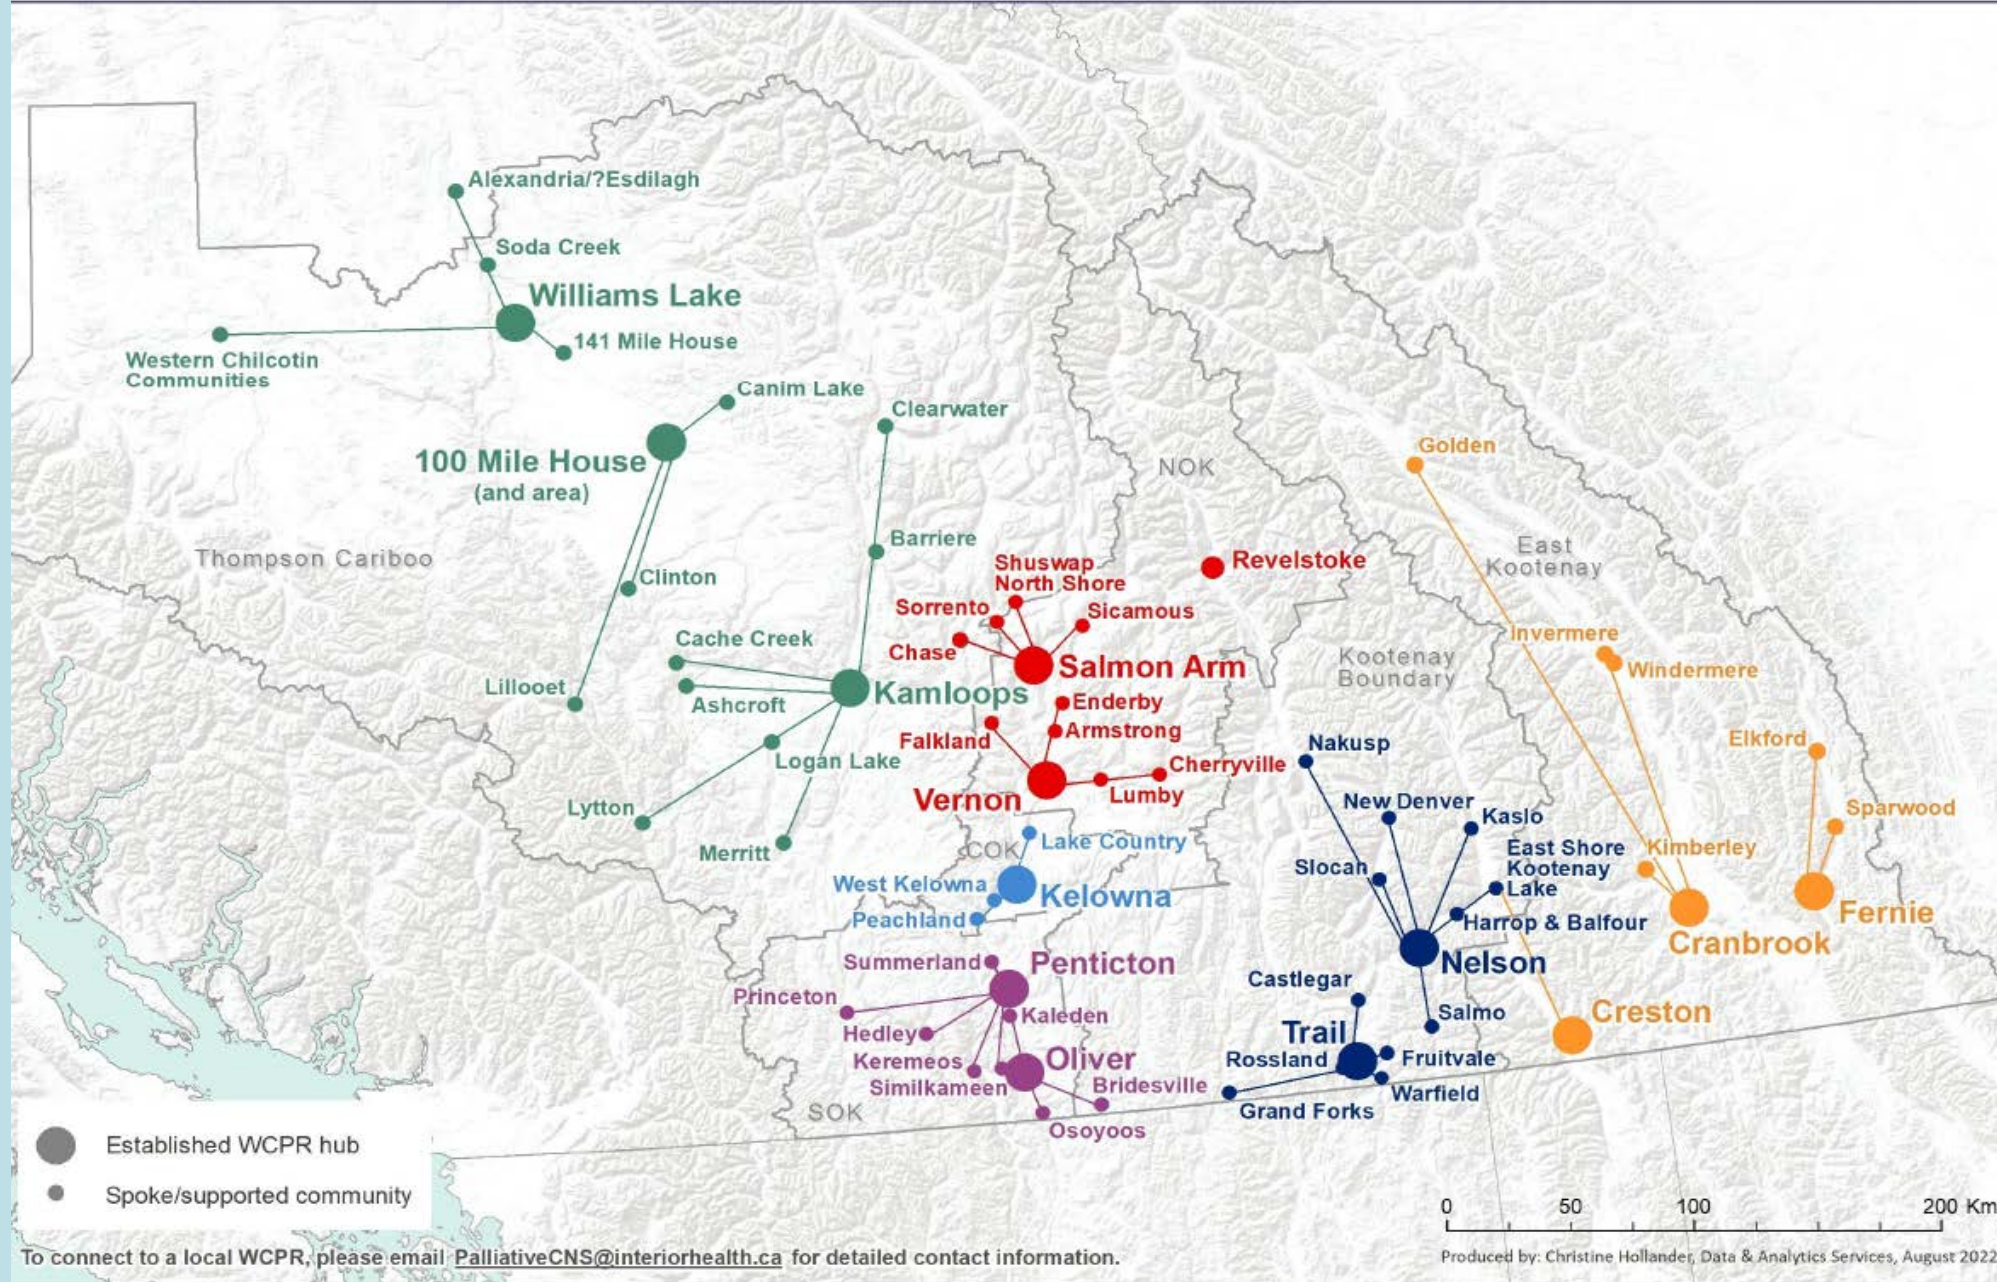 Alexandria/?Esdilagh
Soda Creek
Williams Lake
141 Mile House
Western Chilcotin
Communities
Canim Lake
Clearwater
100 Mile House
(and area)
Golden
NOK
Thompson Cariboo
Barriere
Clinton
Shuswap
North Shore
Revelstoke
East
Kootenay
Sorrento
Sicamous
Cache Creek
Chase
Salmon Arm
Invermere
Windermere
Kootenay
Boundary
Lillooet
Ashcroft
Kamloops
Enderby
Armstrong
Falkland
Logan Lake
Cherryville
Nakusp
Elkford
Vernon
Lumby
Lytton
New Denver
Kaslo
Sparwood
Merritt
COK
Lake Country
East Shore
Kootenay
Lake
Kimberley
Slocan
West Kelowna
Kelowna
Peachland
Harrop & Balfour
Fernie
Cranbrook
Summerland
Penticton
Nelson
Castlegar
Princeton
Hedley
Kaleden
Salmo
Creston
Trail
Keremeos
Oliver
Rossland
Fruitvale
Similkameen
Bridesville
Warfield
SOK
Osoyoos
Grand Forks
Established WCPR hub
Spoke/supported community
0 50 100 200 Km
To connect to a local WCPR, please email PalliativeCNS@interiorhealth.ca for detailed contact information.
Produced by: Christine Hollander, Data & Analytics Services, August 2022